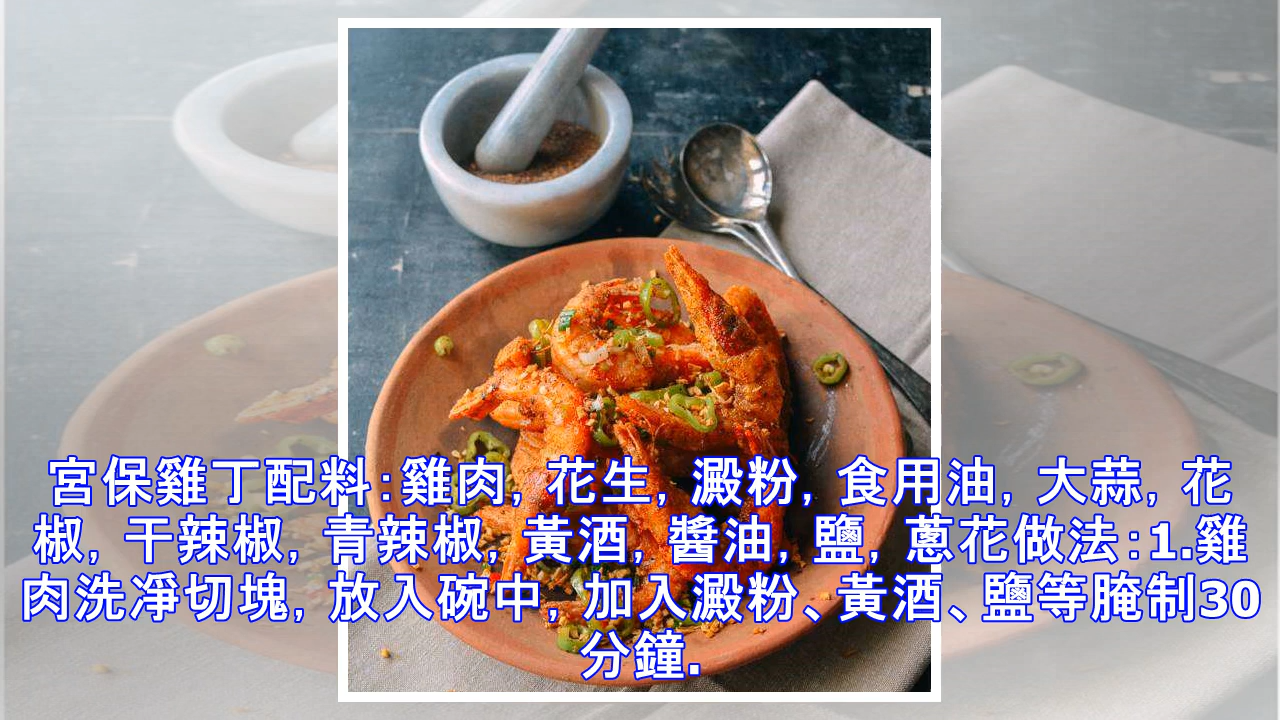 宮保雞丁配料:雞肉, 花生, 澱粉, 食用油, 大蒜, 花
椒, 干辣椒, 青辣椒, 黃酒, 醬油, 鹽, 蔥花做法:1.雞
肉洗凈切塊, 放入碗中, 加入澱粉、黃酒、鹽等腌制30
分鐘.